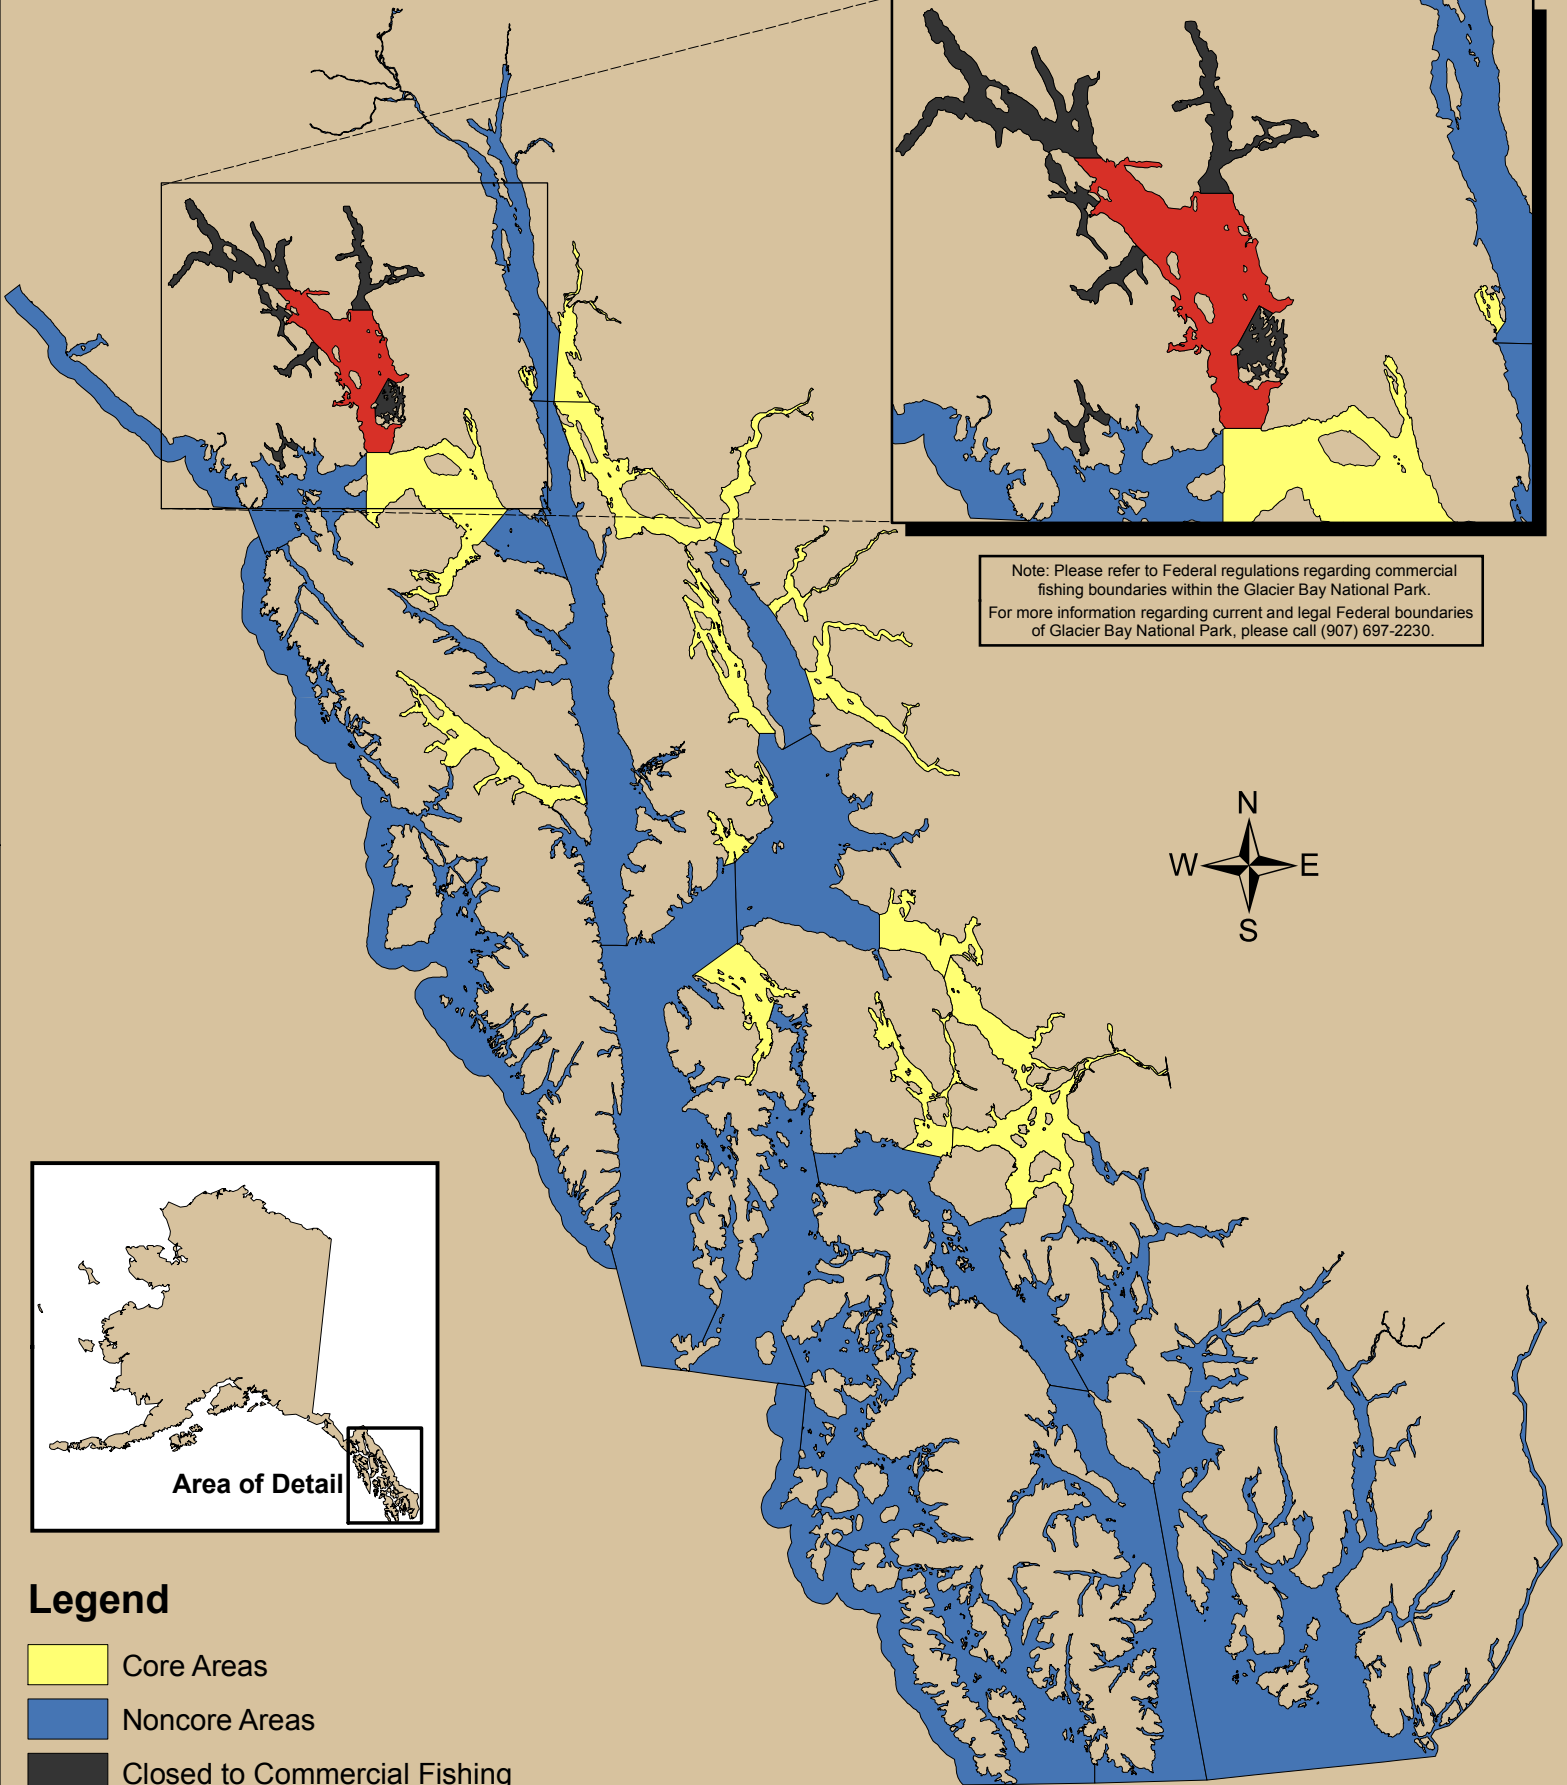 Note: Please refer to Federal regulations regarding commercial
fishing boundaries within the Glacier Bay National Park.
For more information regarding current and legal Federal boundaries
of Glacier Bay National Park, please call (907) 697-2230.
N
W E
S
Area of Detail
Legend
Core Areas
Noncore Areas
Closed to Commercial Fishing